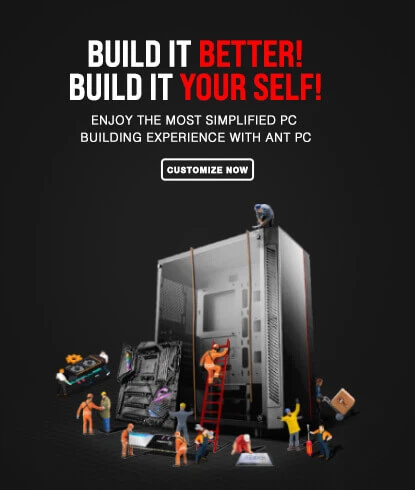 BUILD IT BETTER!
BUILD IT YOUR SELF!
ENJOY THE MOST SIMPLIFIED PC
BUILDING EXPERIENCE WITH ANT PC
CUSTOMIZE NOW